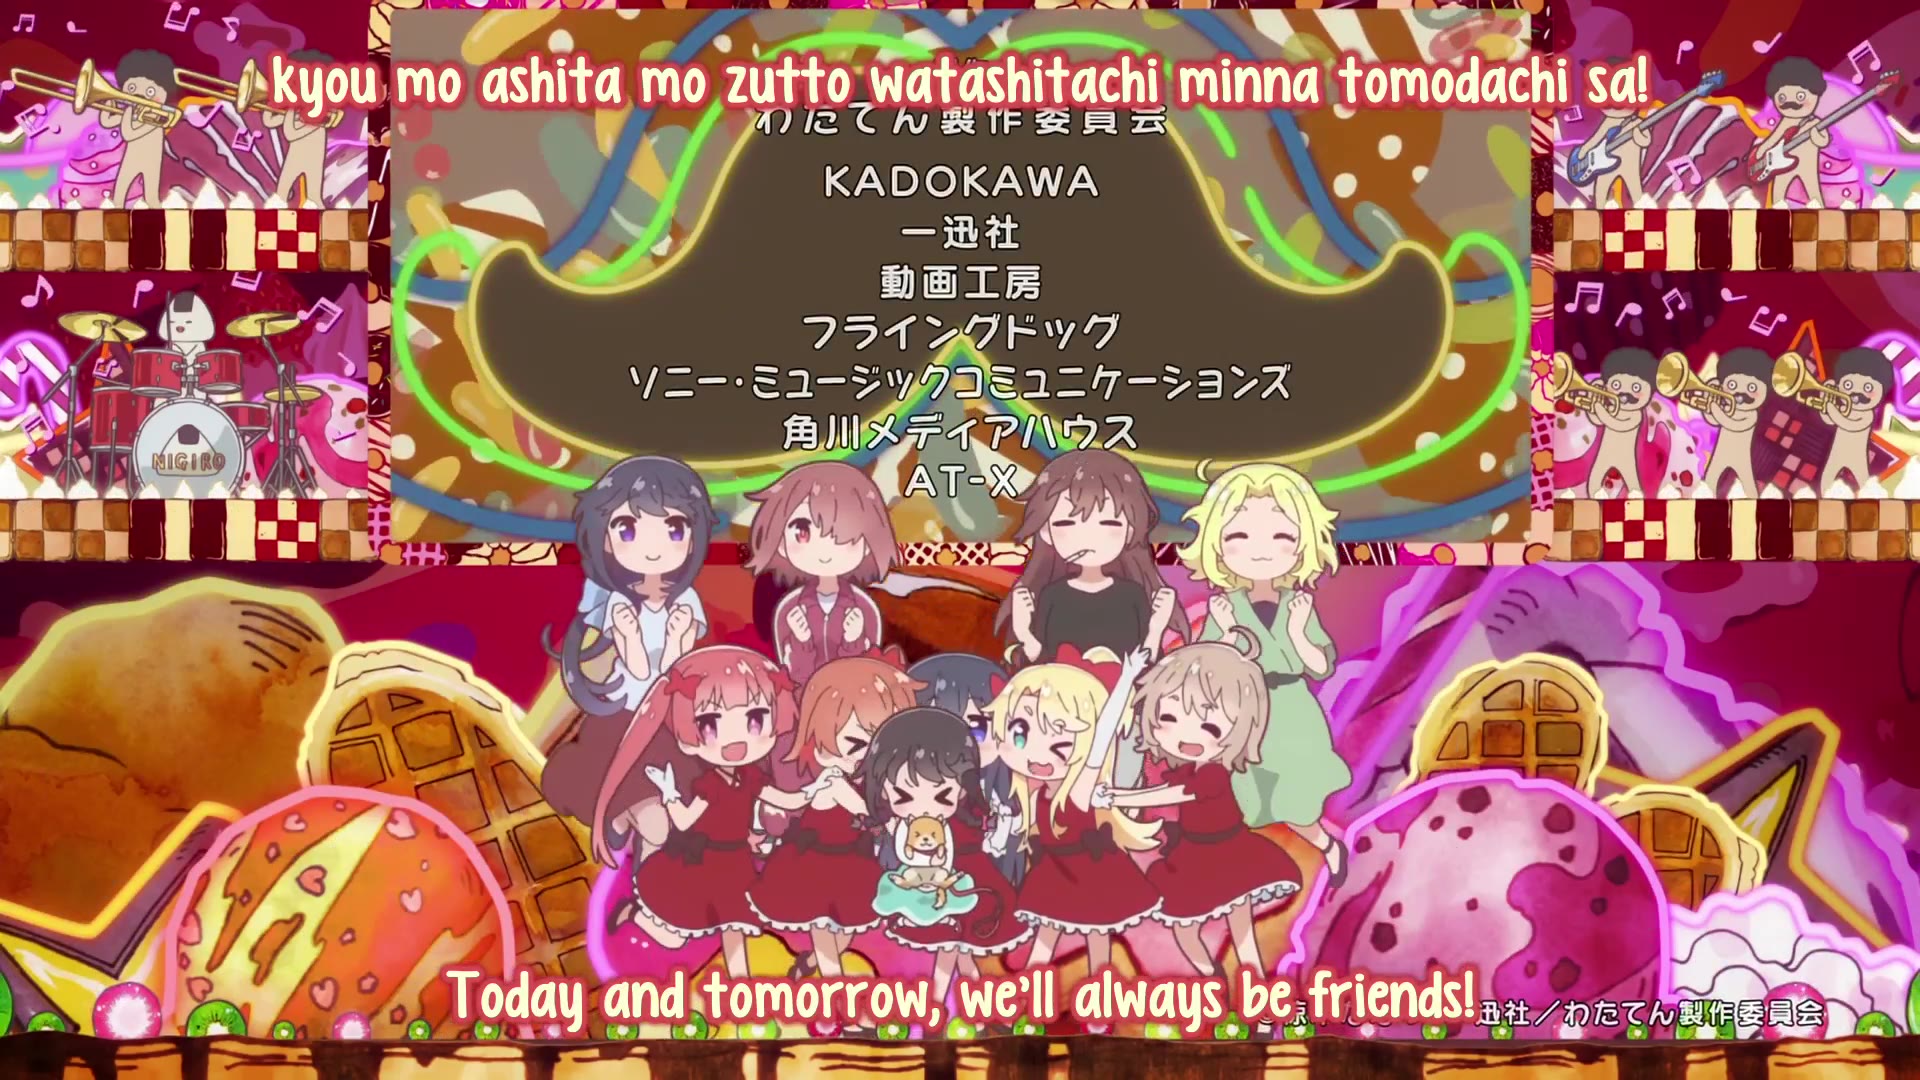 kyou mo ashita mo zutto watashitachi minna tomodachi sa!
わたてん製作委員会
KADOKAWA
一迅社
動画工房
フライングドッグ
ソニー・ミュージックコミュニケーションズ
角川メディアハウス
AT-X
NIGIRO
Today and tomorrow, we'll always be friends!
迅社／わたてん製作委員会